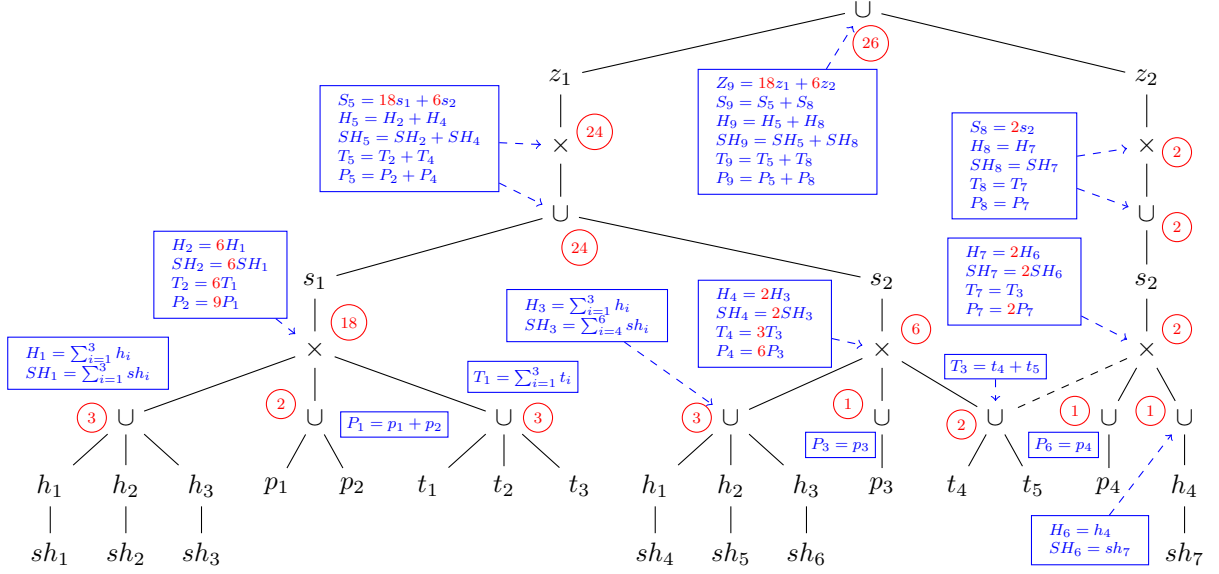 ∪
26
z₁
z₂
S₅ = 18s₁ + 6s₂
H₅ = H₂ + H₄
SH₅ = SH₂ + SH₄
T₅ = T₂ + T₄
P₅ = P₂ + P₄
Z₉ = 18z₁ + 6z₂
S₉ = S₅ + S₈
H₉ = H₅ + H₈
SH₉ = SH₅ + SH₈
T₉ = T₅ + T₈
P₉ = P₅ + P₈
S₈ = 2s₂
H₈ = H₇
SH₈ = SH₇
T₈ = T₇
P₈ = P₇
× 24
× 2
∪ 24
∪ 2
H₂ = 6H₁
SH₂ = 6SH₁
T₂ = 6T₁
P₂ = 9P₁
s₁
s₂
s₂
H₃ = ∑³ᵢ₌₁ hᵢ
SH₃ = ∑⁶ᵢ₌₄ shᵢ
H₄ = 2H₃
SH₄ = 2SH₃
T₄ = 3T₃
P₄ = 6P₃
H₇ = 2H₆
SH₇ = 2SH₆
T₇ = T₃
P₇ = 2P₇
× 18
× 6
× 2
H₁ = ∑³ᵢ₌₁ hᵢ
SH₁ = ∑³ᵢ₌₁ shᵢ
T₁ = ∑³ᵢ₌₁ tᵢ
T₃ = t₄ + t₅
3 ∪ 2 ∪ ∪ 3 3 ∪ 1 ∪ 2 ∪ 1 ∪ 1 ∪
P₁ = p₁ + p₂
P₃ = p₃
P₆ = p₄
h₁ h₂ h₃ p₁ p₂ t₁ t₂ t₃ h₁ h₂ h₃ p₃ t₄ t₅ p₄ h₄
H₆ = h₄
SH₆ = sh₇
sh₁ sh₂ sh₃ sh₄ sh₅ sh₆ sh₇